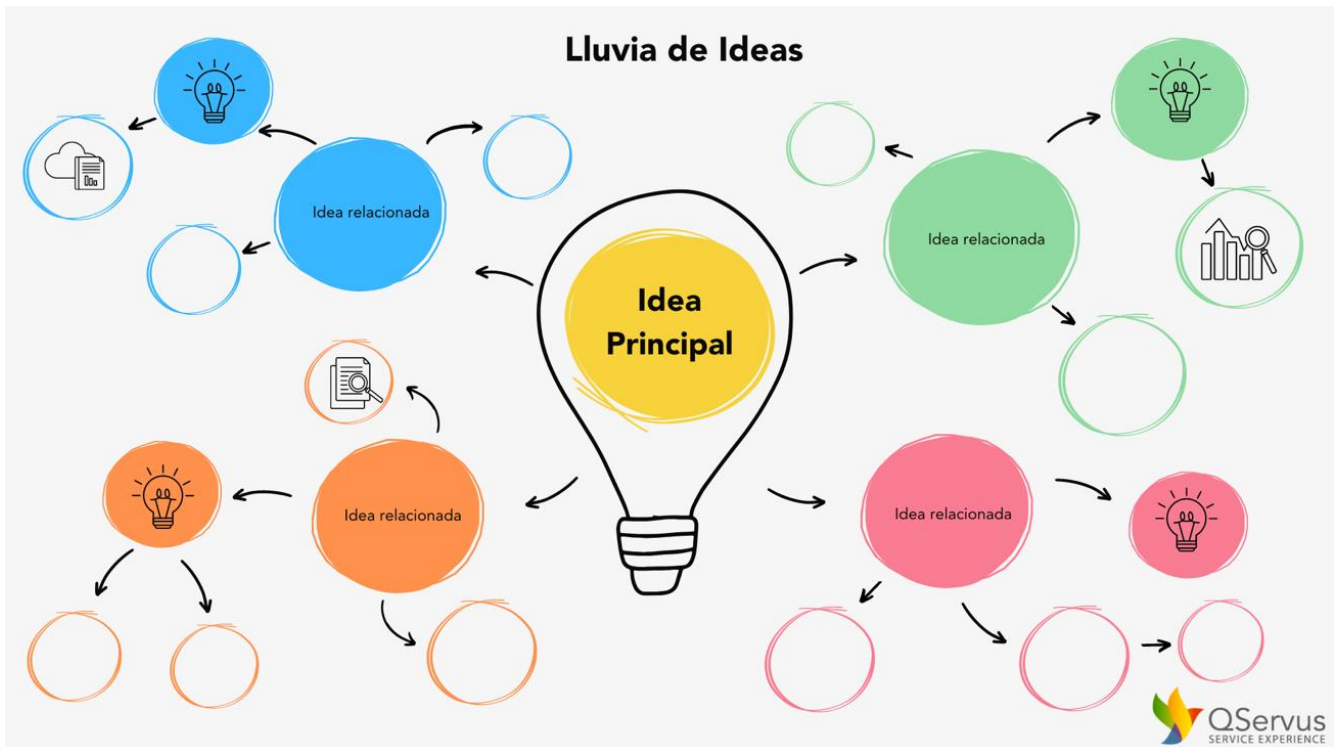 Lluvia de Ideas
Idea relacionada
Idea relacionada
Idea
Principal
Idea relacionada
Idea relacionada
QServus
SERVICE EXPERIENCE